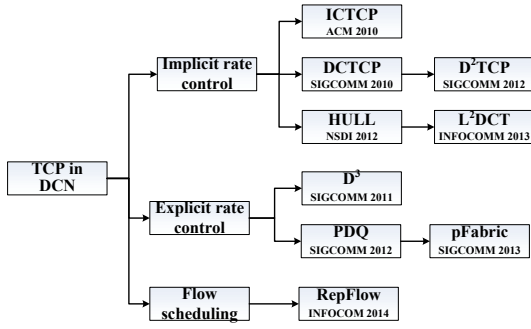 TCP in
DCN
Implicit rate
control
ICTCP
ACM 2010
DCTCP
SIGCOMM 2010
D²TCP
SIGCOMM 2012
HULL
NSDI 2012
L²DCT
INFOCOMM 2013
Explicit rate
control
D³
SIGCOMM 2011
PDQ
SIGCOMM 2012
pFabric
SIGCOMM 2013
Flow
scheduling
RepFlow
INFOCOM 2014